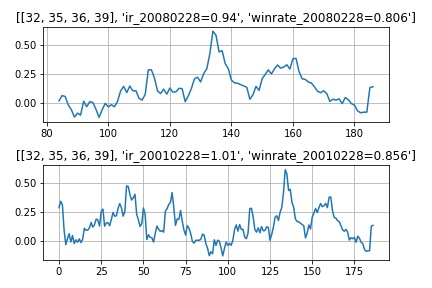 [[32, 35, 36, 39], 'ir_20080228=0.94', 'winrate_20080228=0.806']
0.50
0.25
0.00
80 100 120 140 160 180
[[32, 35, 36, 39], 'ir_20010228=1.01', 'winrate_20010228=0.856']
0.50
0.25
0.00
0 25 50 75 100 125 150 175